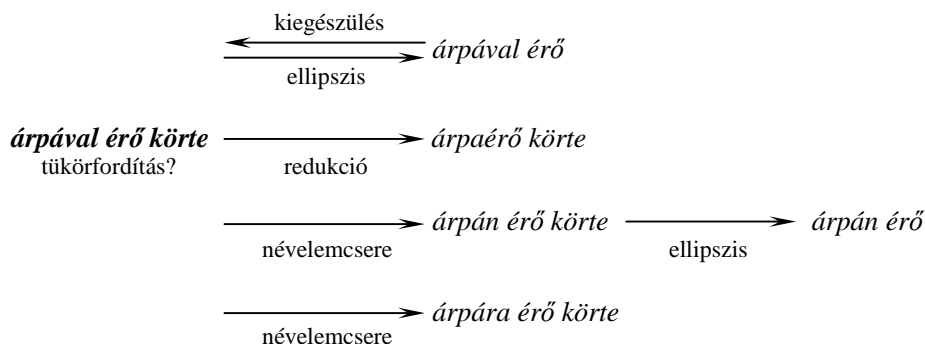 kiegészülés
árpával érő
ellipszis
árpával érő körte árpaérő körte
tükörfordítás? redukció
árpán érő körte árpán érő
névelemcsere ellipszis
árpára érő körte
névelemcsere